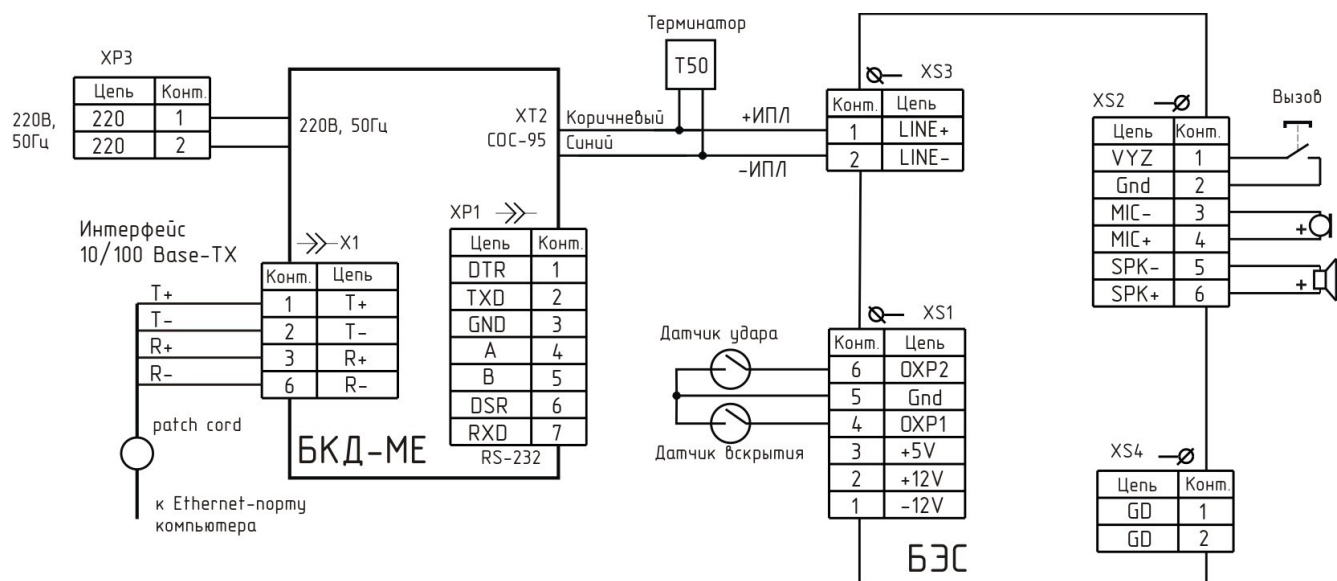 XP3
Цепь Конт.
220 1
220 2
220В,
50Гц
220В, 50Гц
XT2
СОС-95
Терминатор
T50
Коричневый
Синий
+ИПЛ
-ИПЛ
XS3
Конт. Цепь
1 LINE+
2 LINE-
XS2
Цепь Конт.
VYZ 1
Gnd 2
MIC- 3
MIC+ 4
SPK- 5
SPK+ 6
Вызов
+
+
Интерфейс
10/100 Base-TX
X1
Конт. Цепь
1 T+
2 T-
3 R+
6 R-
T+
T-
R+
R-
patch cord
к Ethernet-порту
компьютера
XP1
Цепь Конт.
DTR 1
TXD 2
GND 3
A 4
B 5
DSR 6
RXD 7
RS-232
БКД-МЕ
Датчик удара
Датчик вскрытия
XS1
Конт. Цепь
6 OXP2
5 Gnd
4 OXP1
3 +5V
2 +12V
1 -12V
БЭС
XS4
Цепь Конт.
GD 1
GD 2